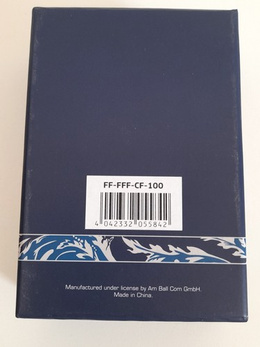 FF-FFF-CF-100
4 042332 055842
Manufactured under license by Am Ball Com GmbH.
Made in China.